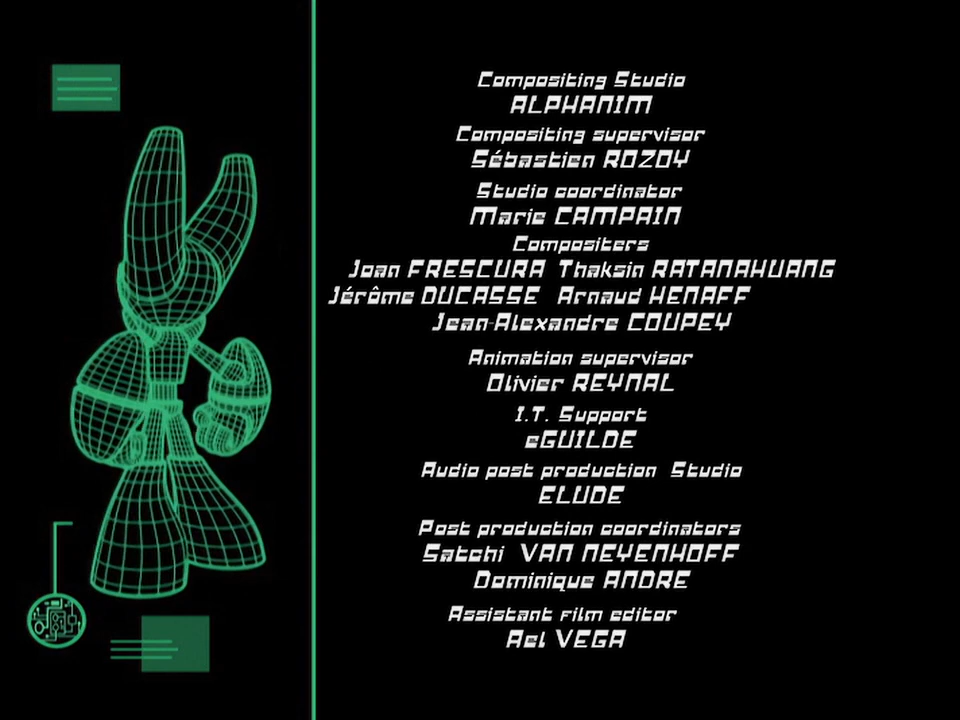 Compositing Studio
ALPHANIM
Compositing supervisor
Sébastien ROZOY
Studio coordinator
Marie CAMPAIN
Compositers
Joan FRESCURA Thaksin RATANAHUANG
Jérôme DUCASSE Arnaud HENAFF
Jean-Alexandre COUPEY
Animation supervisor
Olivier REYNAL
I.T. Support
eGUILDE
Audio post production Studio
ELUDE
Post production coordinators
Satchi VAN NEYENHOFF
Dominique ANDRE
Assistant film editor
Ael VEGA